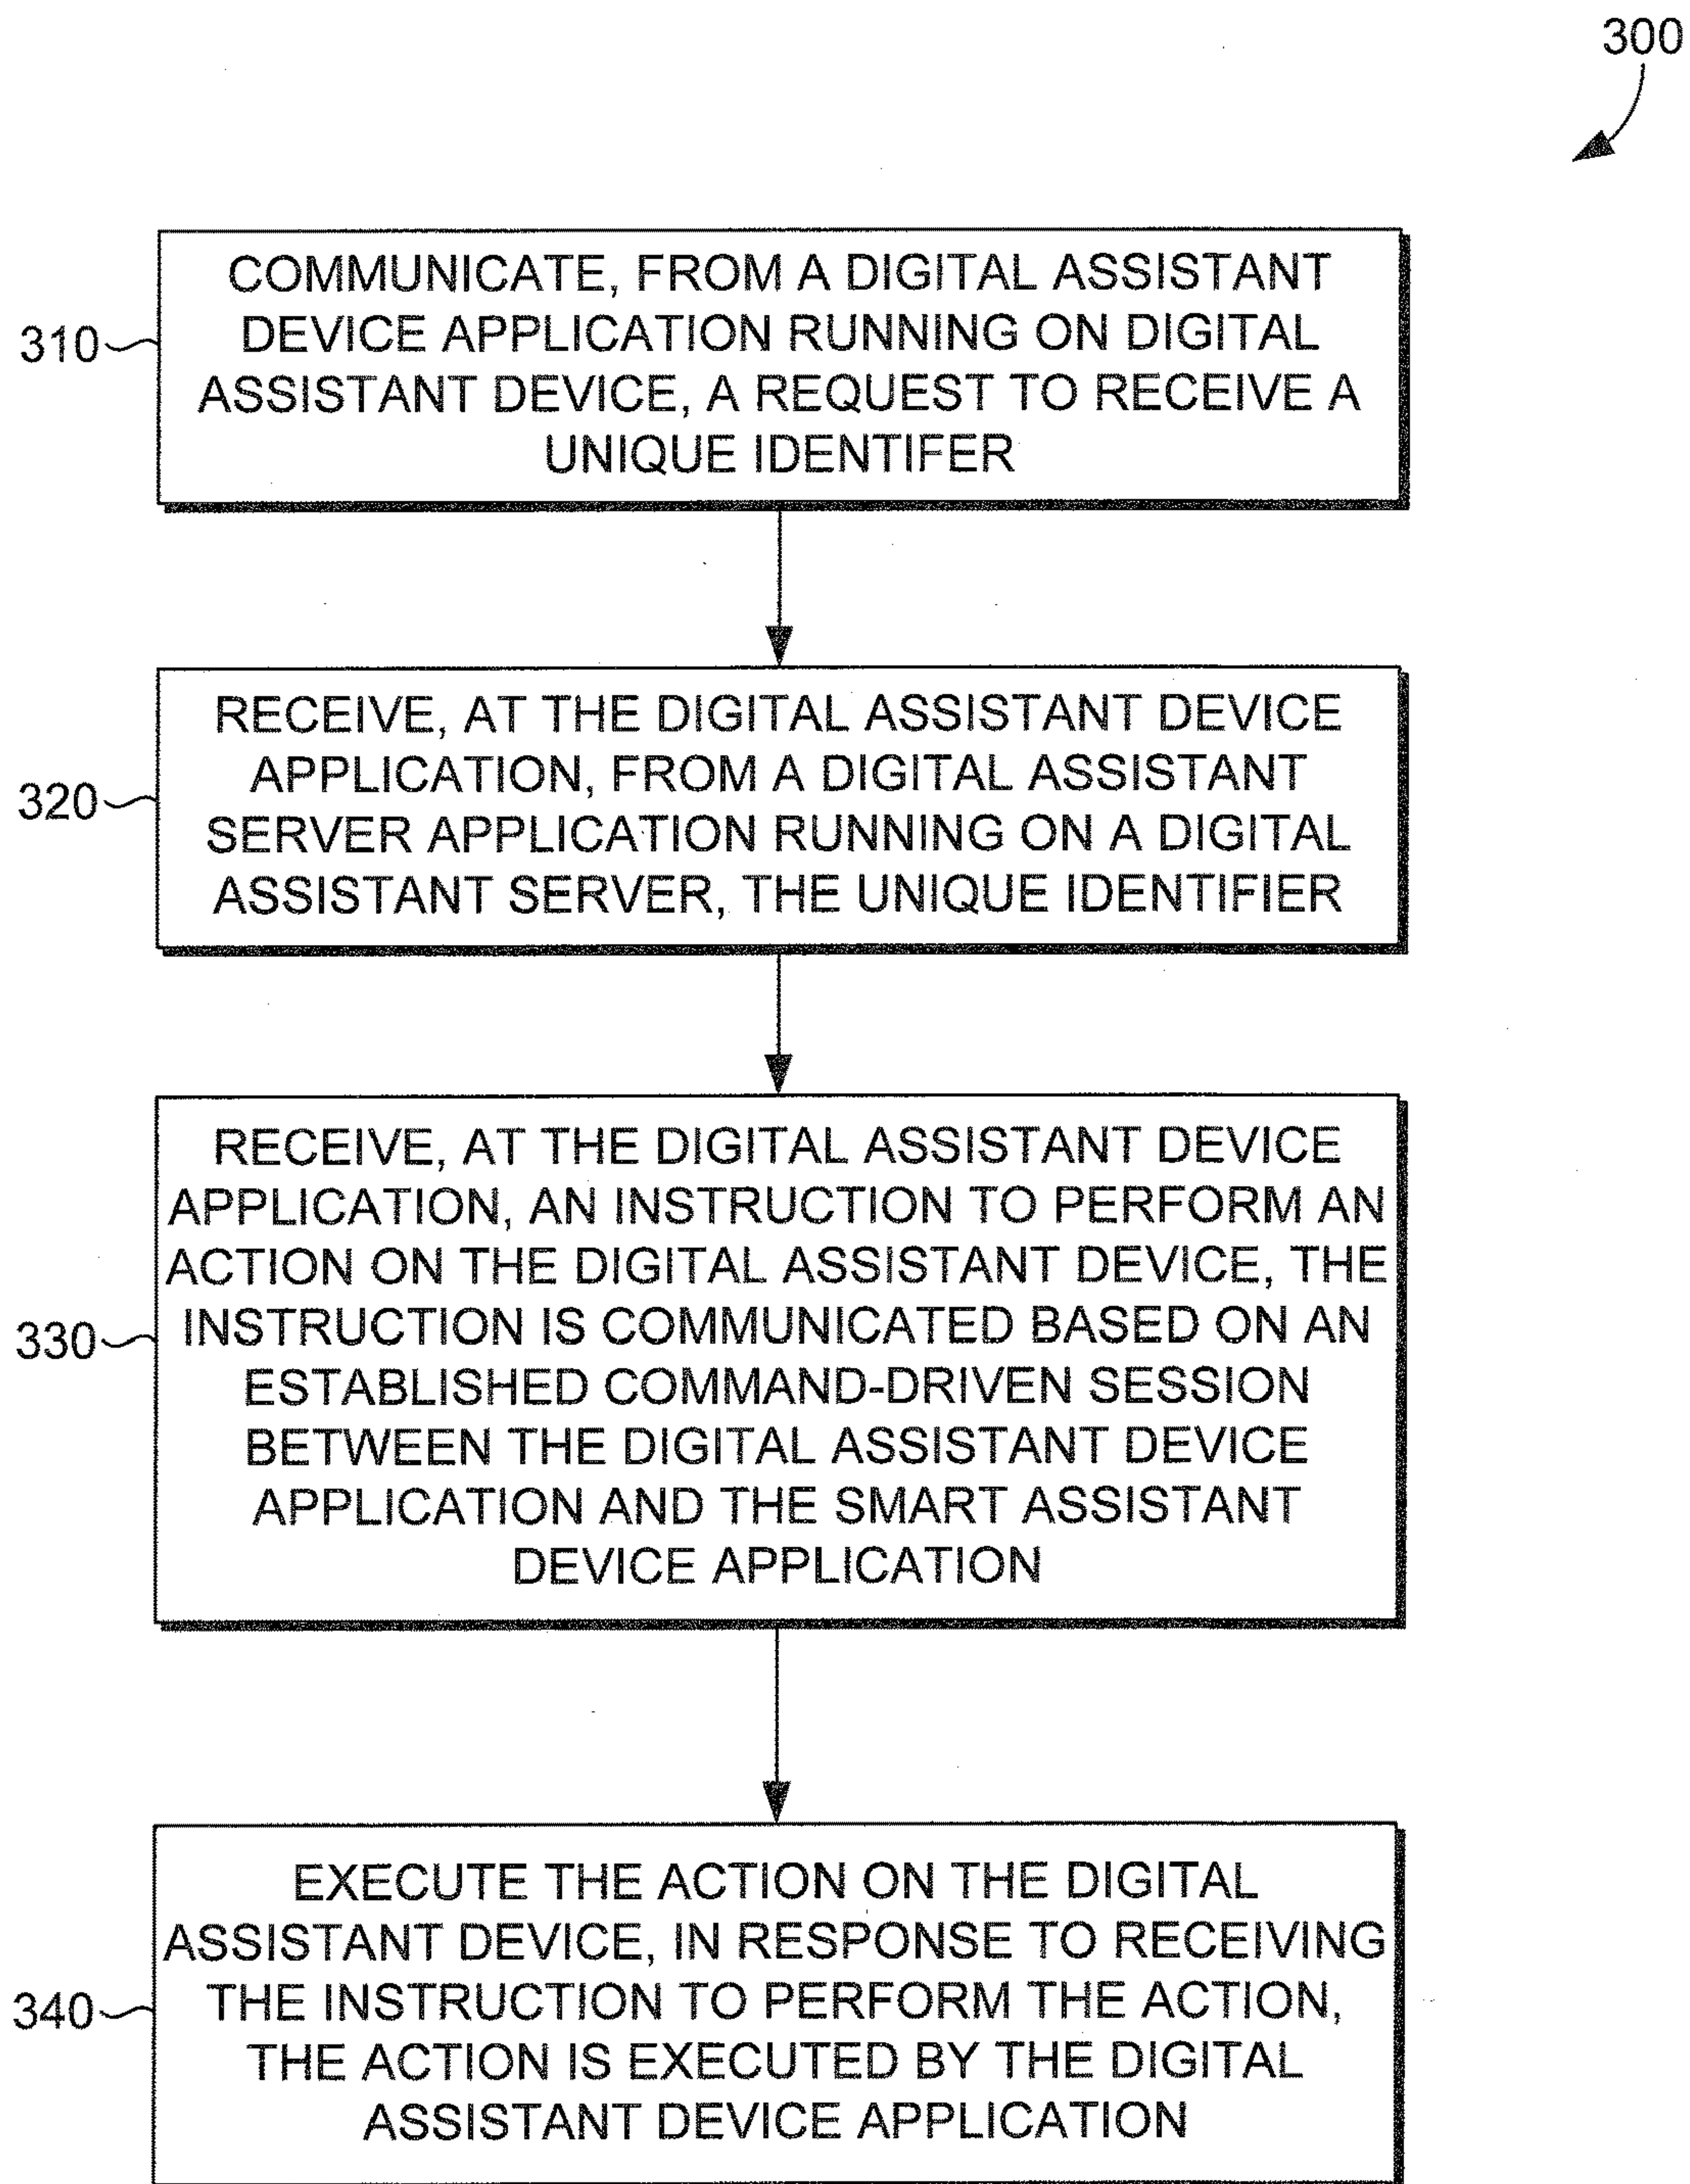 300
COMMUNICATE, FROM A DIGITAL ASSISTANT
DEVICE APPLICATION RUNNING ON DIGITAL
ASSISTANT DEVICE, A REQUEST TO RECEIVE A
UNIQUE IDENTIFER
310
RECEIVE, AT THE DIGITAL ASSISTANT DEVICE
APPLICATION, FROM A DIGITAL ASSISTANT
SERVER APPLICATION RUNNING ON A DIGITAL
ASSISTANT SERVER, THE UNIQUE IDENTIFIER
320
RECEIVE, AT THE DIGITAL ASSISTANT DEVICE
APPLICATION, AN INSTRUCTION TO PERFORM AN
ACTION ON THE DIGITAL ASSISTANT DEVICE, THE
INSTRUCTION IS COMMUNICATED BASED ON AN
ESTABLISHED COMMAND-DRIVEN SESSION
BETWEEN THE DIGITAL ASSISTANT DEVICE
APPLICATION AND THE SMART ASSISTANT
DEVICE APPLICATION
330
EXECUTE THE ACTION ON THE DIGITAL
ASSISTANT DEVICE, IN RESPONSE TO RECEIVING
THE INSTRUCTION TO PERFORM THE ACTION,
THE ACTION IS EXECUTED BY THE DIGITAL
ASSISTANT DEVICE APPLICATION
340